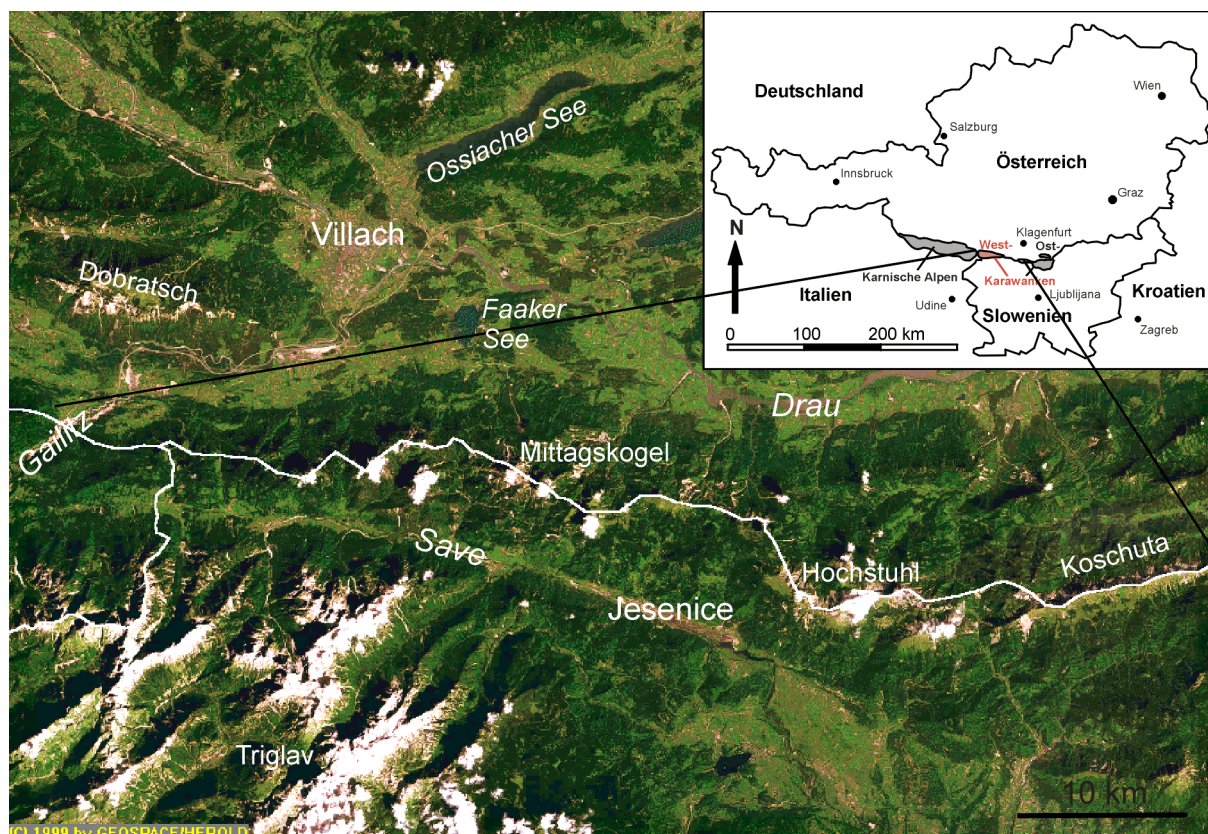 Deutschland
Wien
Salzburg
Österreich
Innsbruck
Graz
N
Klagenfurt
West-
Ost-
Karnische Alpen
Karawanken
Italien
Ljublijana
Kroatien
Udine
Slowenien
Zagreb
0 100 200 km
Ossiacher See
Villach
Dobratsch
Faaker
See
Gailitz
Drau
Mittagskogel
Save
Hochstuhl
Koschuta
Jesenice
Triglav
10 km
(C) 1999 by GEOSPACE/HEROLD